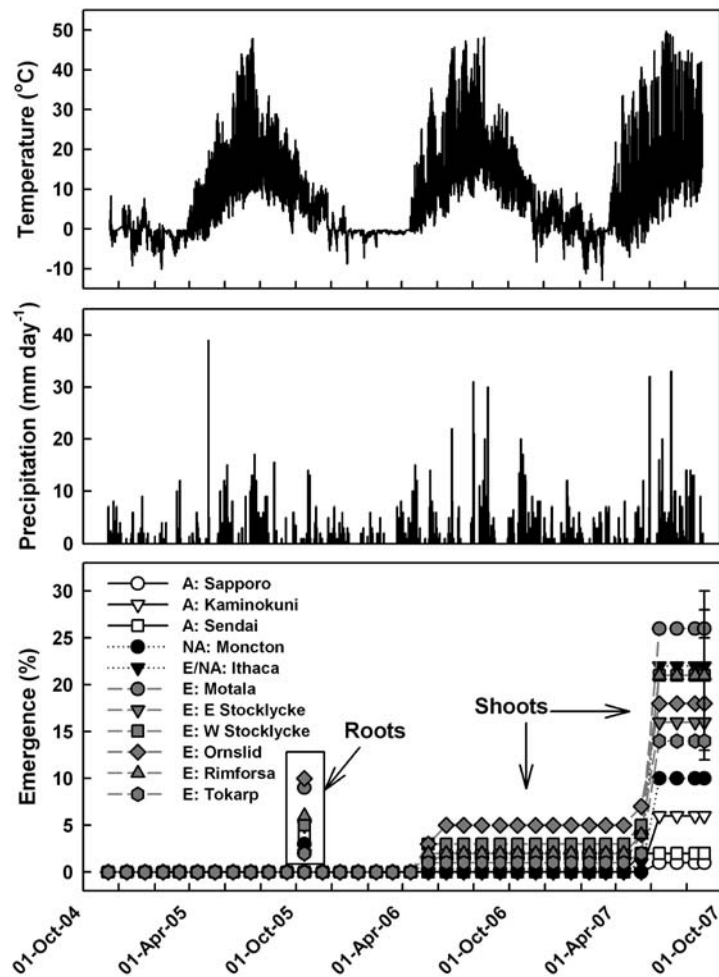 50
40
30
20
10
0
-10
Temperature (°C)
40
30
20
10
0
Precipitation (mm day⁻¹)
30
25
20
15
10
5
0
Emergence (%)
A: Sapporo
A: Kaminokuni
A: Sendai
NA: Moncton
E/NA: Ithaca
E: Motala
E: E Stocklycke
E: W Stocklycke
E: Ornslid
E: Rimforsa
E: Tokarp
Roots
Shoots
01-Oct-04
01-Apr-05
01-Oct-05
01-Apr-06
01-Oct-06
01-Apr-07
01-Oct-07